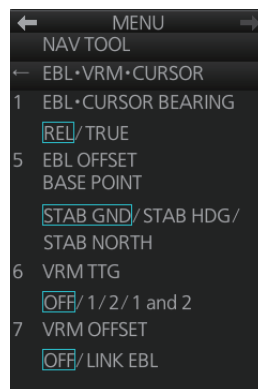 ← MENU →
NAV TOOL
← EBL•VRM•CURSOR
1 EBL•CURSOR BEARING
REL/TRUE
5 EBL OFFSET
BASE POINT
STAB GND/STAB HDG/
STAB NORTH
6 VRM TTG
OFF/1/2/1 and 2
7 VRM OFFSET
OFF/LINK EBL